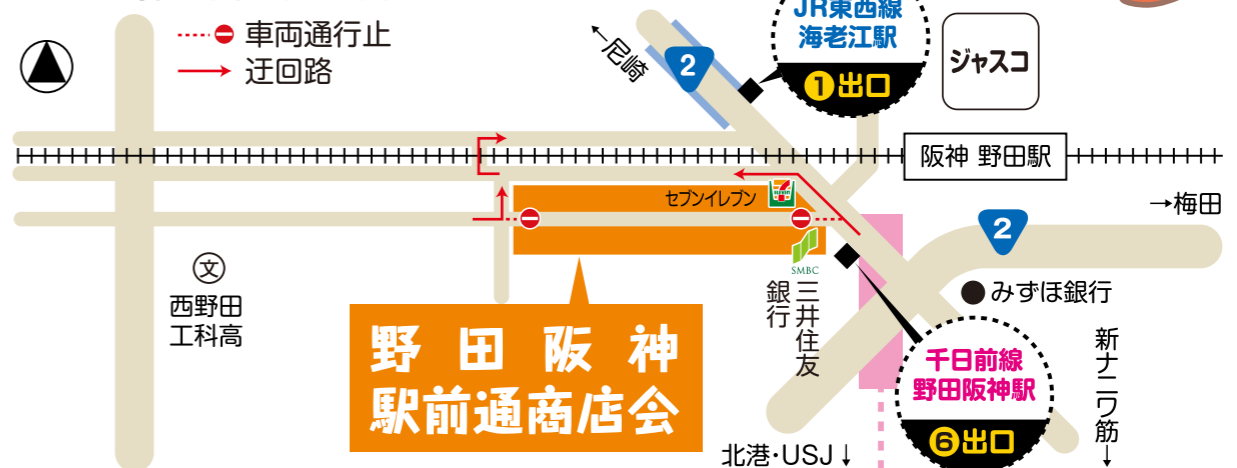 車両通行止
迂回路
←尼崎
2
JR東西線
海老江駅
1出口
ジャスコ
阪神 野田駅
→梅田
セブンイレブン
2
文
西野田
工科高
SMBC
三井住友
銀行
みずほ銀行
野田阪神
駅前通商店会
千日前線
野田阪神駅
6出口
新ナニワ筋↓
北港・USJ↓